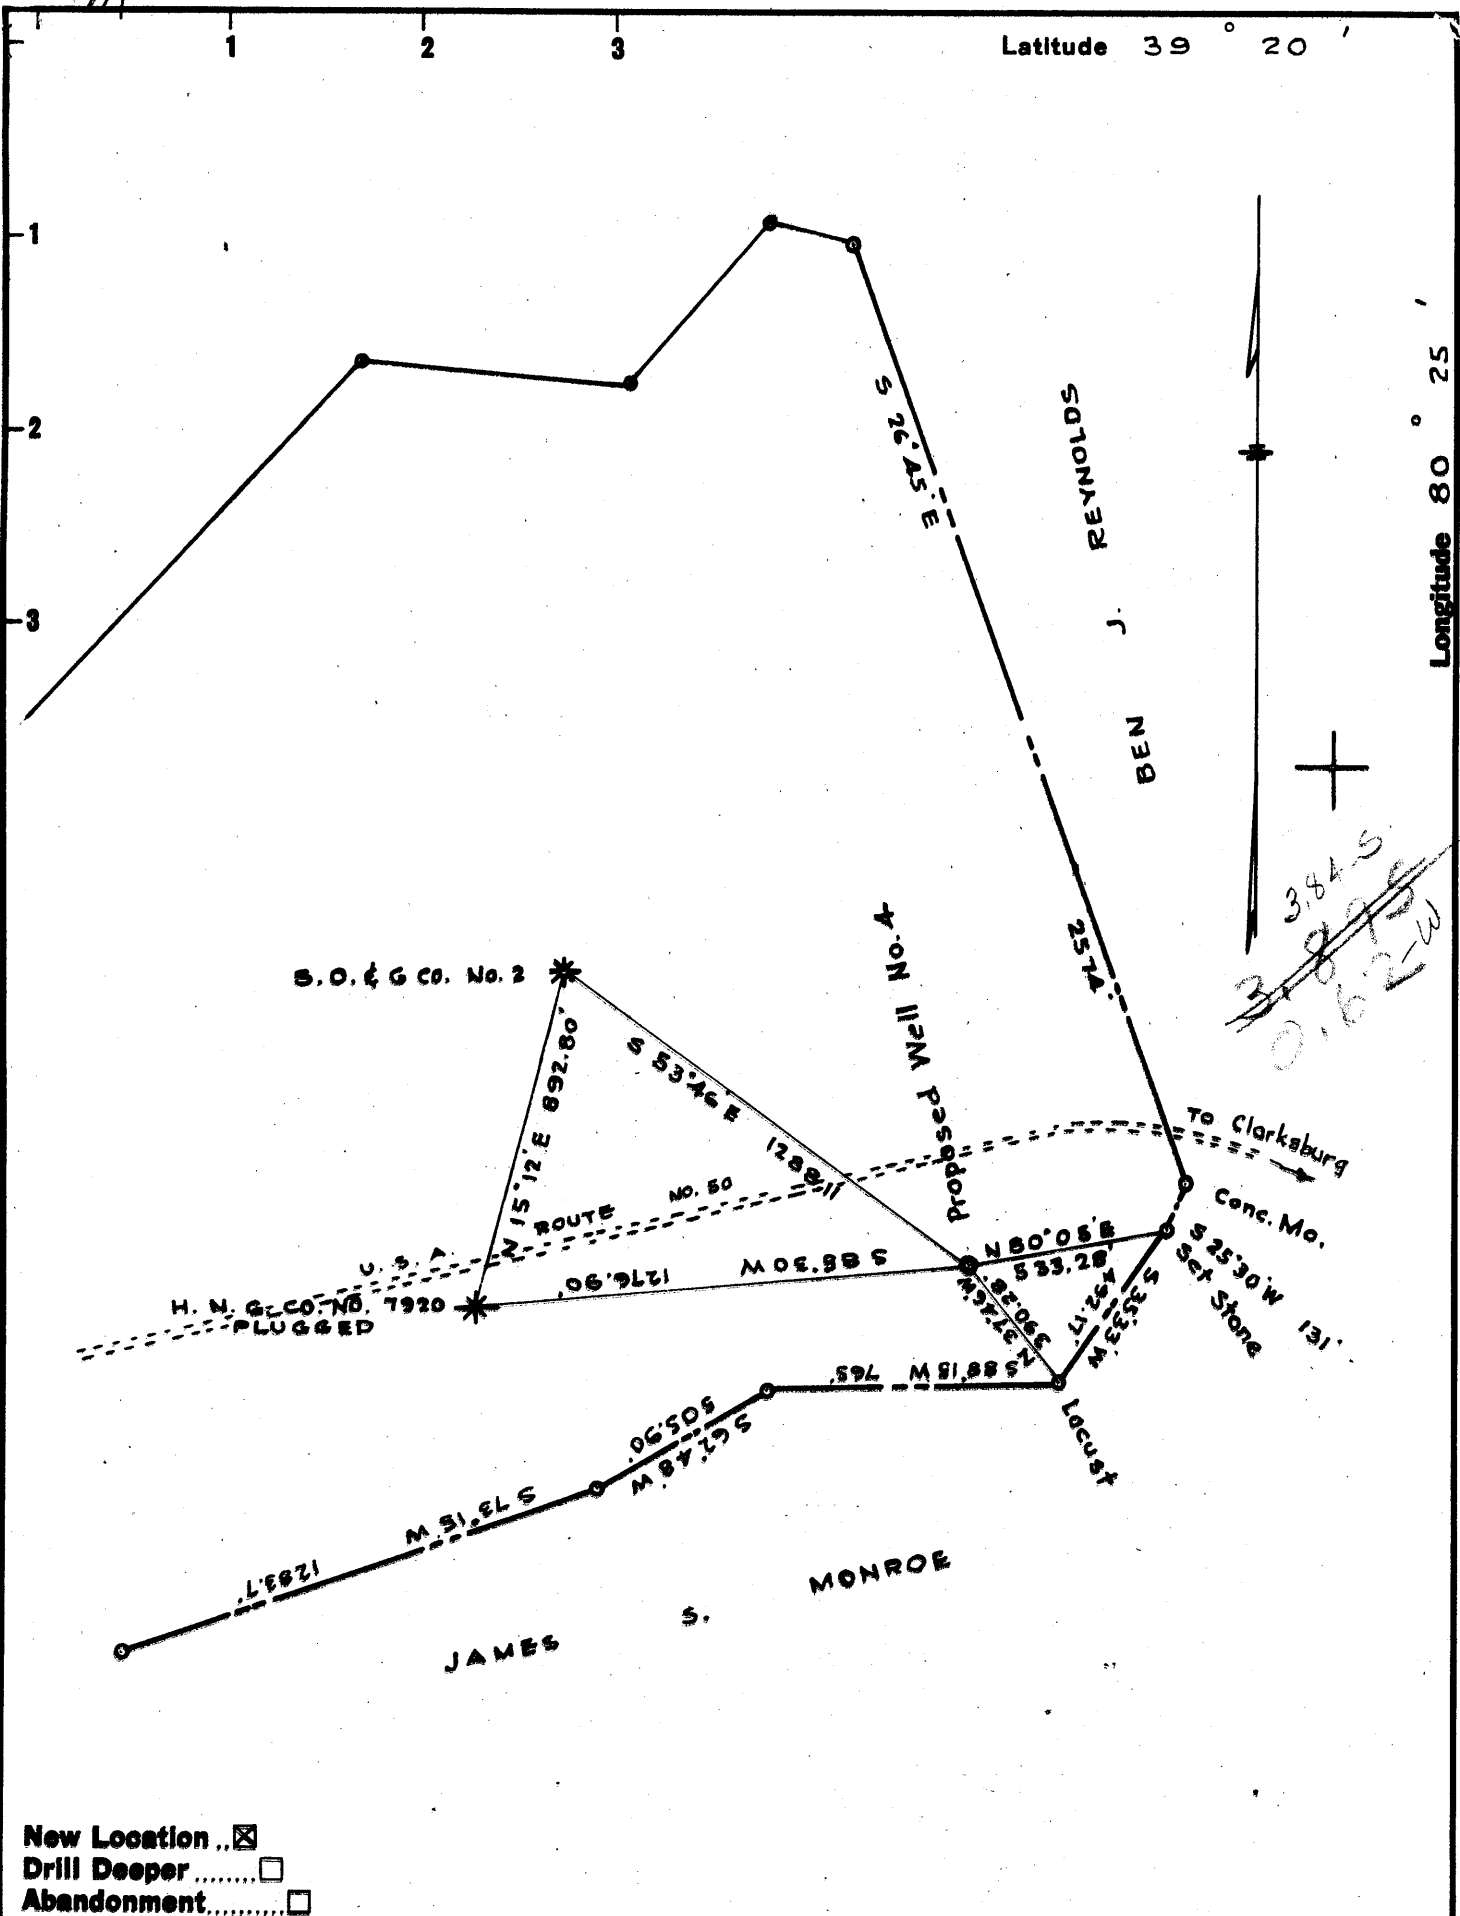 1 2 3
Latitude 39° 20'
1
2
3
Longitude 80° 25'
S 26°45'E
BEN J. REYNOLDS
2574'
3.84-S
0.62-W
S.O. & G CO. No. 2
Proposed Well No. 4
N 15°12'E 892.80'
S 53°46'E 1288'
To Clarksburg
U.S.A. ROUTE No. 50
Conc. Mo.
S 25°30'W 131'
Set Stone
N 80°05'E
533.28'
S 88°30 W 1276.90'
H. N. G. CO. NO. 7920
PLUGGED
N 37°46'W
390.28'
S 35°33'W
492.17'
S 88°15 W 765'
Locust
S 62°48'W
505.90'
S 73°15'W
1283.7'
JAMES S. MONROE
New Location ..☒
Drill Deeper ........☐
Abandonment..........☐